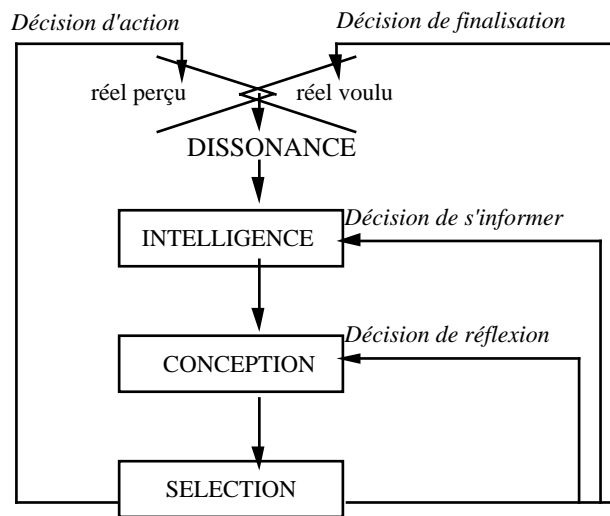 Décision d'action
Décision de finalisation
réel perçu
réel voulu
DISSONANCE
Décision de s'informer
INTELLIGENCE
Décision de réflexion
CONCEPTION
SELECTION